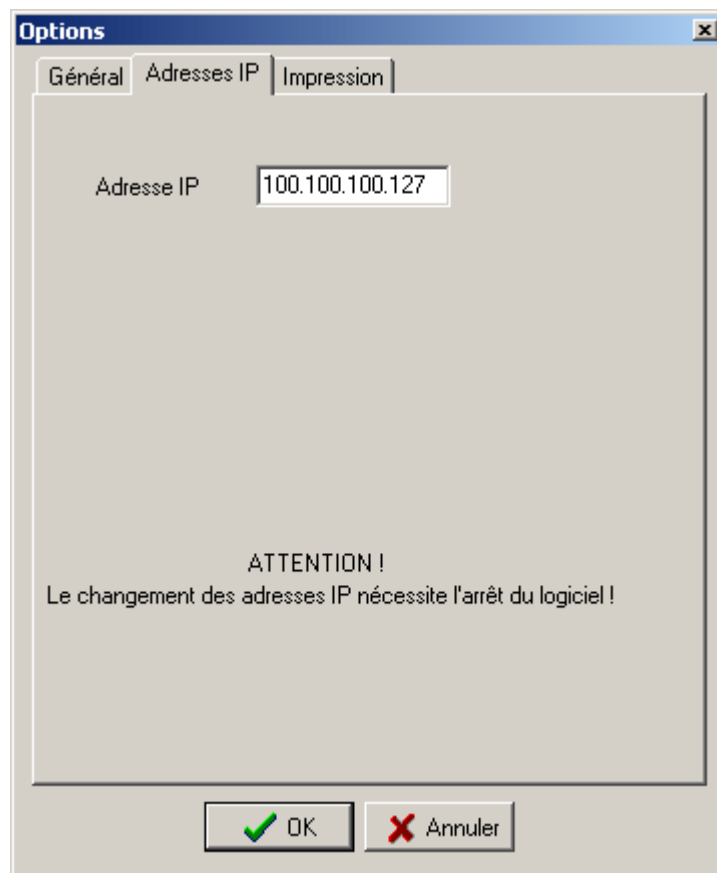 Options
Général Adresses IP Impression
Adresse IP 100.100.100.127
ATTENTION !
Le changement des adresses IP nécessite l'arrêt du logiciel !
OK Annuler